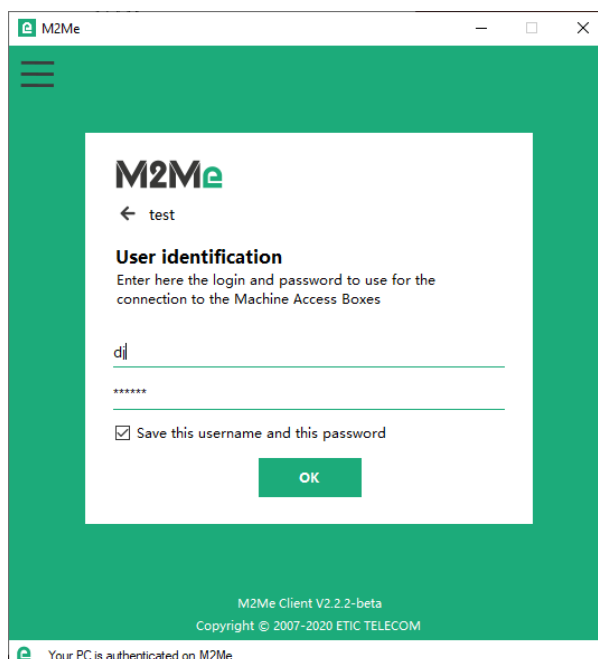 M2Me
M2Me
test
User identification
Enter here the login and password to use for the
connection to the Machine Access Boxes
dj
******
Save this username and this password
OK
M2Me Client V2.2.2-beta
Copyright © 2007-2020 ETIC TELECOM
Your PC is authenticated on M2Me